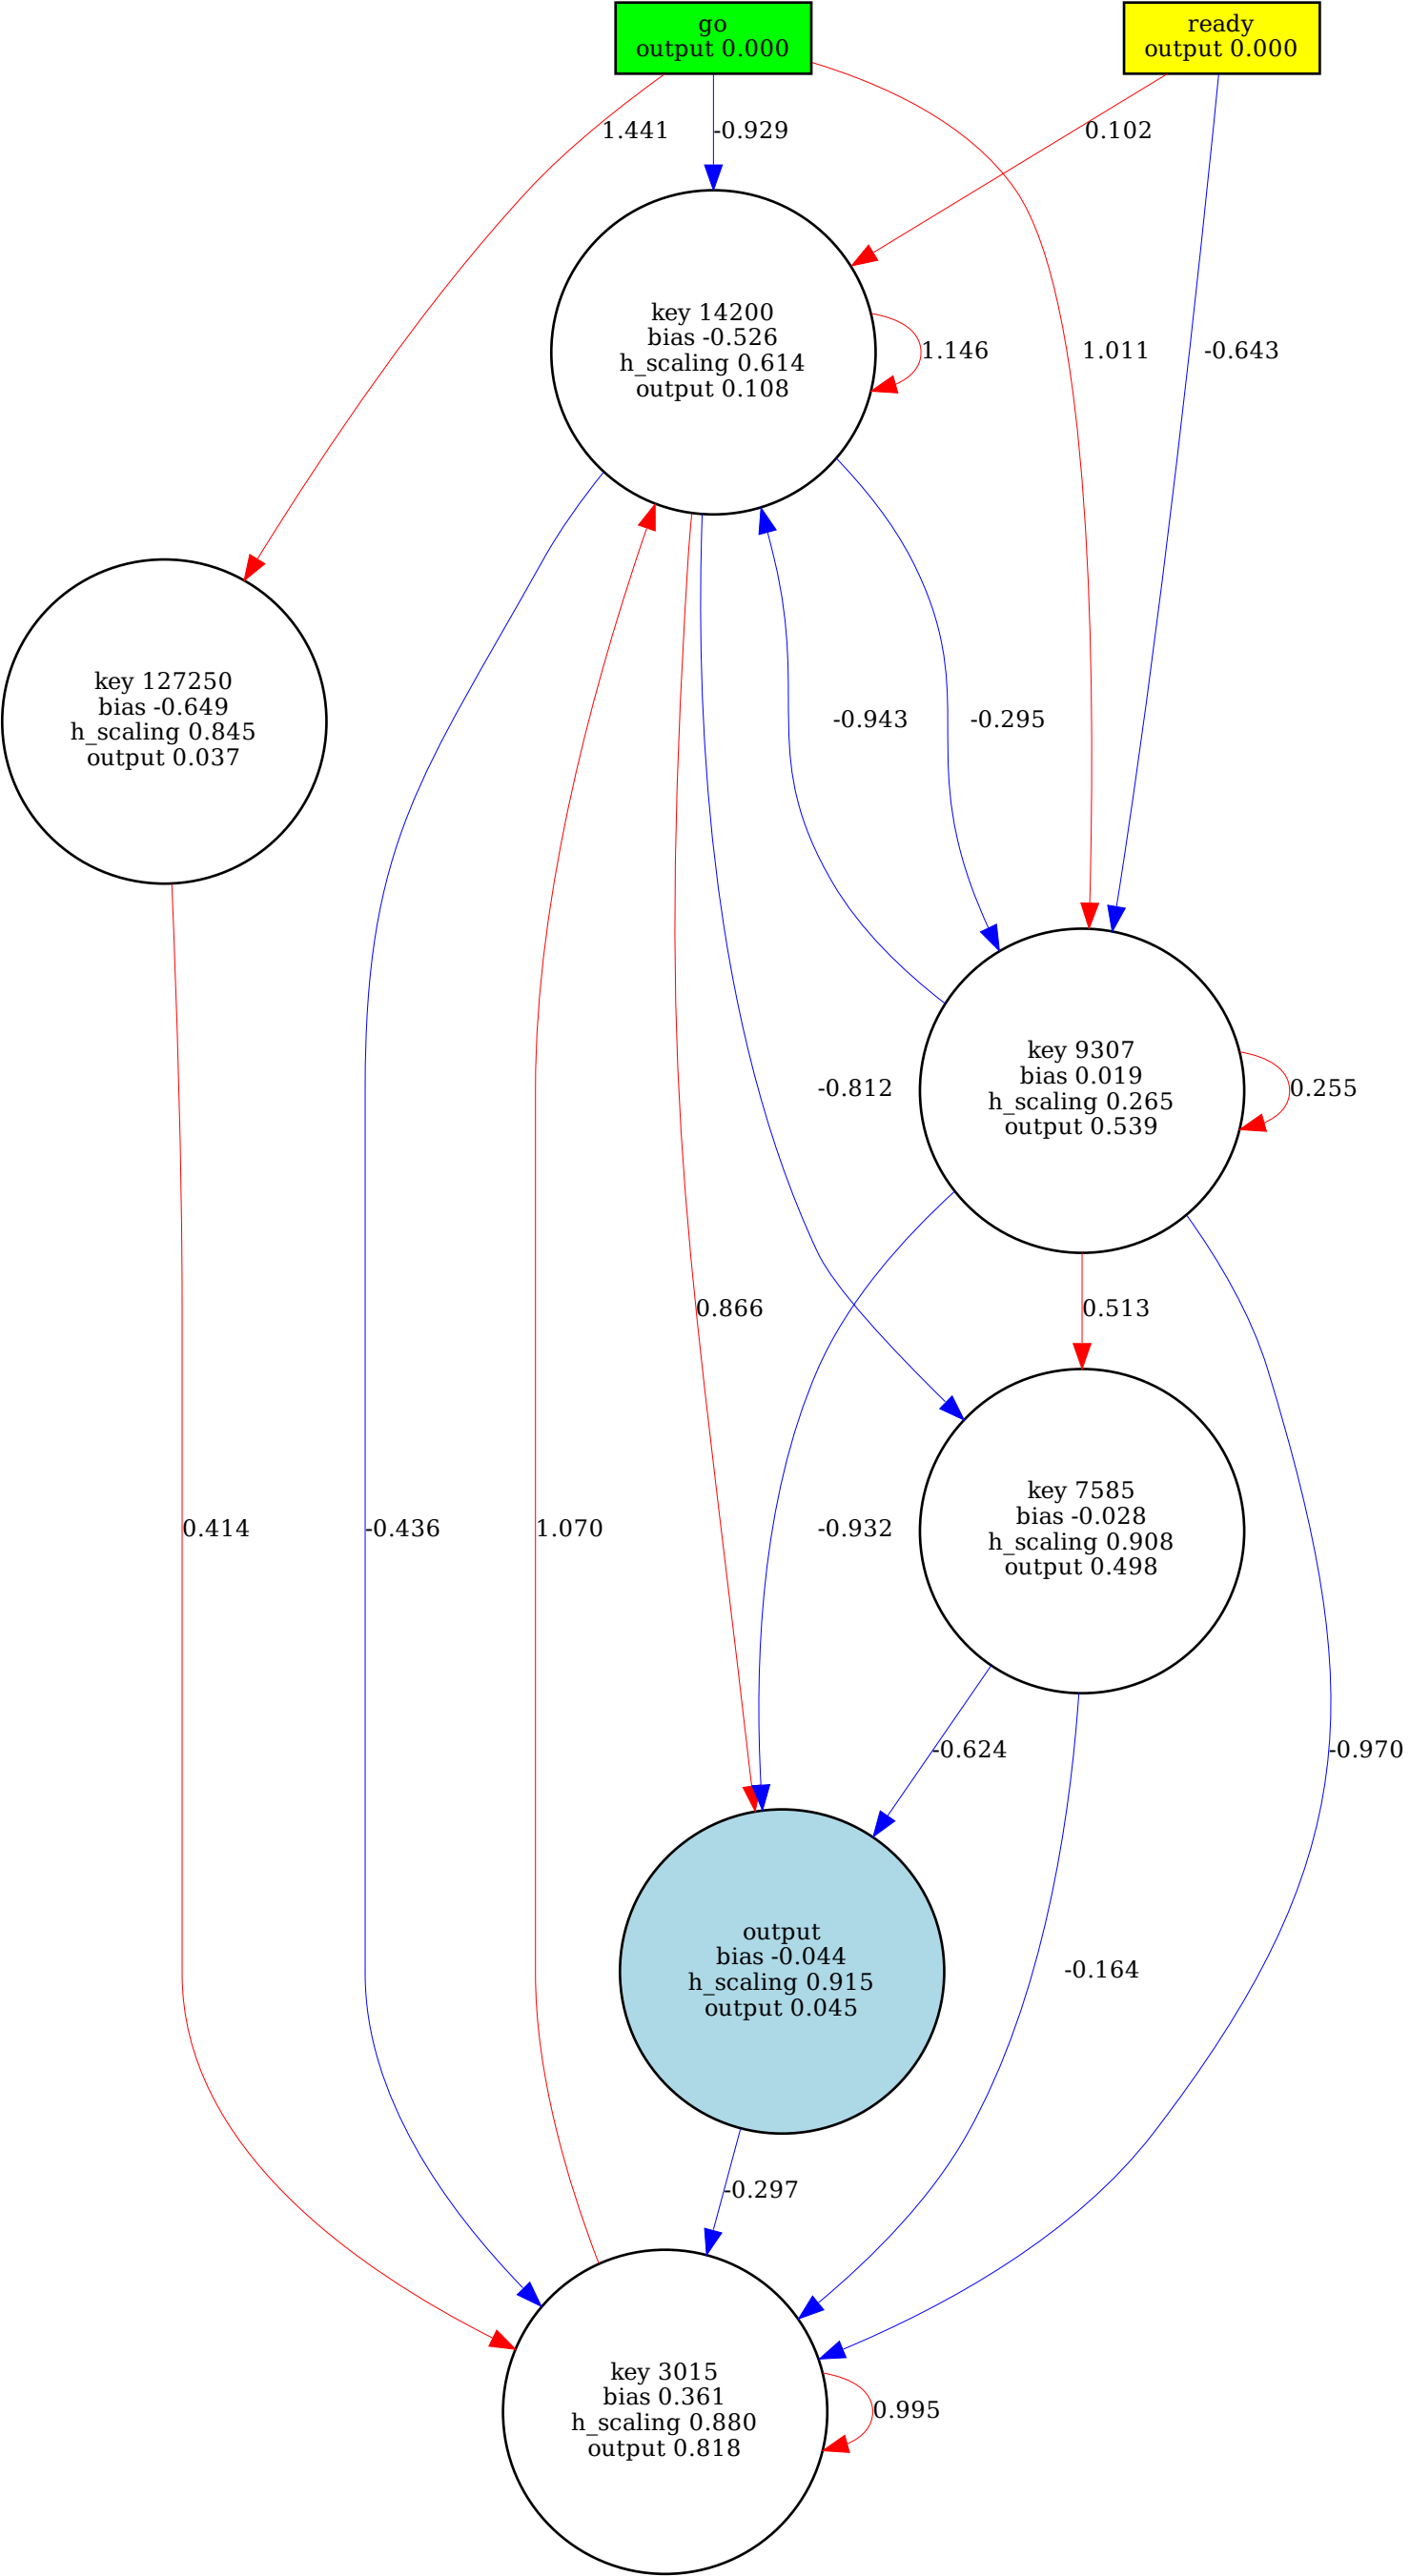 go
output 0.000
ready
output 0.000
1.441
-0.929
0.102
key 14200
bias -0.526
h_scaling 0.614
output 0.108
1.146
1.011
-0.643
key 127250
bias -0.649
h_scaling 0.845
output 0.037
-0.943
-0.295
key 9307
bias 0.019
h_scaling 0.265
output 0.539
-0.812
0.255
0.866
0.513
key 7585
bias -0.028
h_scaling 0.908
output 0.498
0.414
-0.436
1.070
-0.932
-0.624
-0.970
output
bias -0.044
h_scaling 0.915
output 0.045
-0.164
-0.297
key 3015
bias 0.361
h_scaling 0.880
output 0.818
0.995